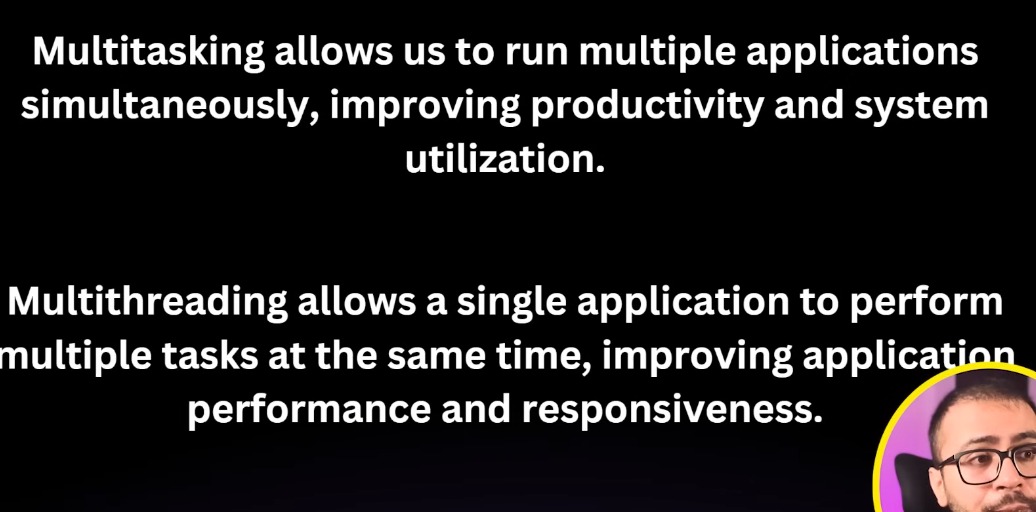 Multitasking allows us to run multiple applications
simultaneously, improving productivity and system
utilization.
Multithreading allows a single application to perform
multiple tasks at the same time, improving application
performance and responsiveness.